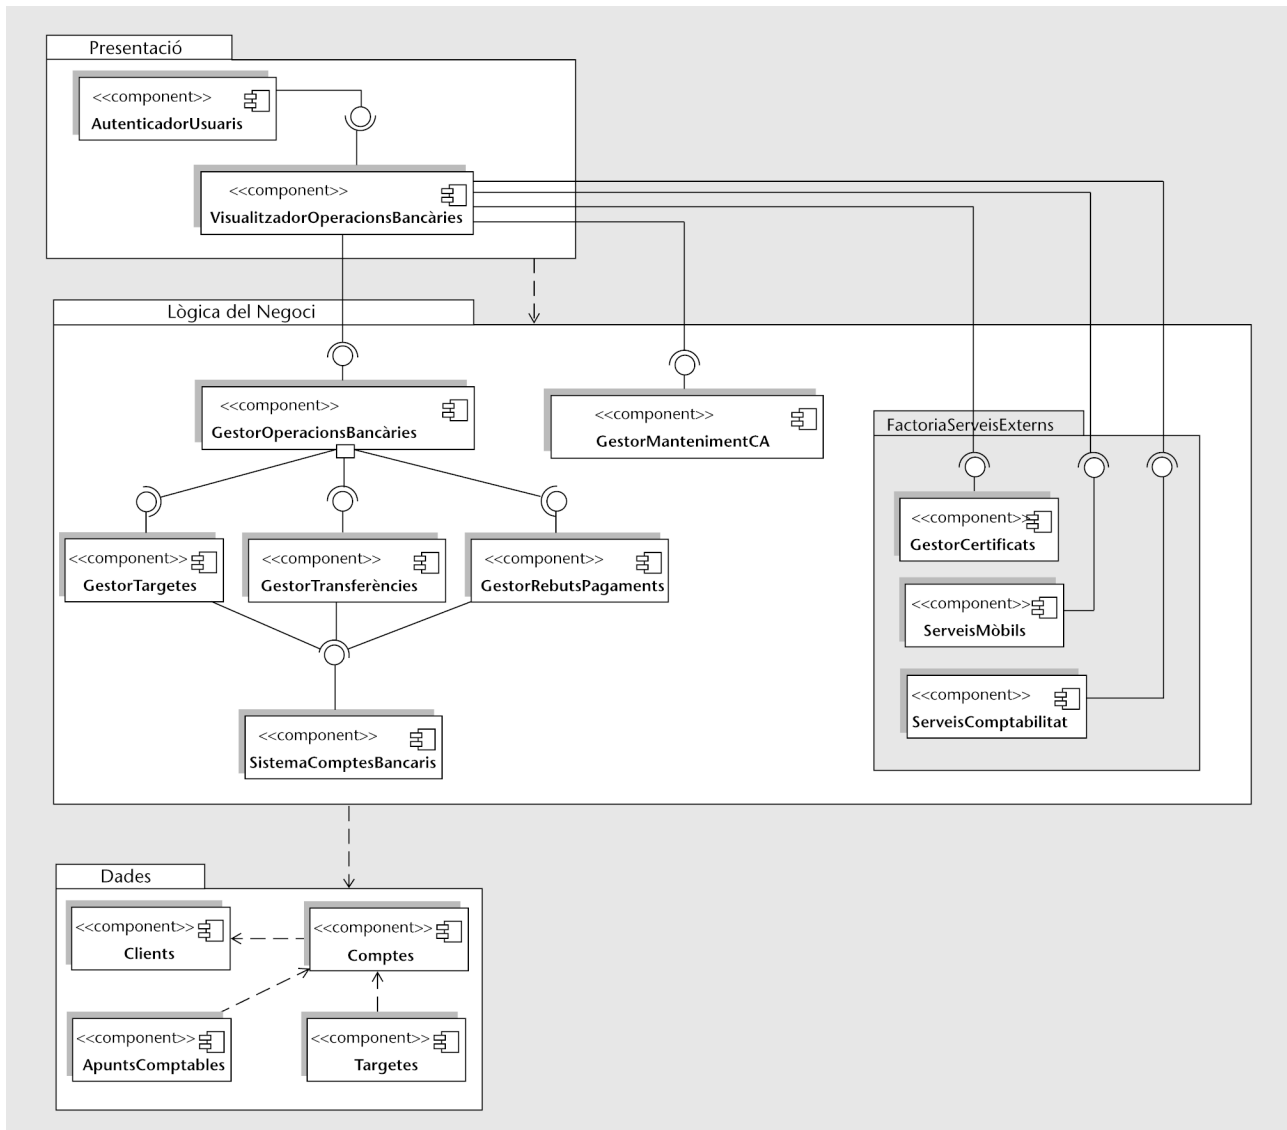 Presentació
<<component>>
AutenticadorUsuaris
<<component>>
VisualitzadorOperacionsBancàries
Lògica del Negoci
<<component>>
GestorOperacionsBancàries
<<component>>
GestorMantenimentCA
FactoriaServeisExterns
<<component>>
GestorCertificats
<<component>>
GestorTargetes
<<component>>
GestorTransferències
<<component>>
GestorRebutsPagaments
<<component>>
ServeisMòbils
<<component>>
ServeisComptabilitat
<<component>>
SistemaComptesBancaris
Dades
<<component>>
Clients
<<component>>
Comptes
<<component>>
ApuntsComptables
<<component>>
Targetes